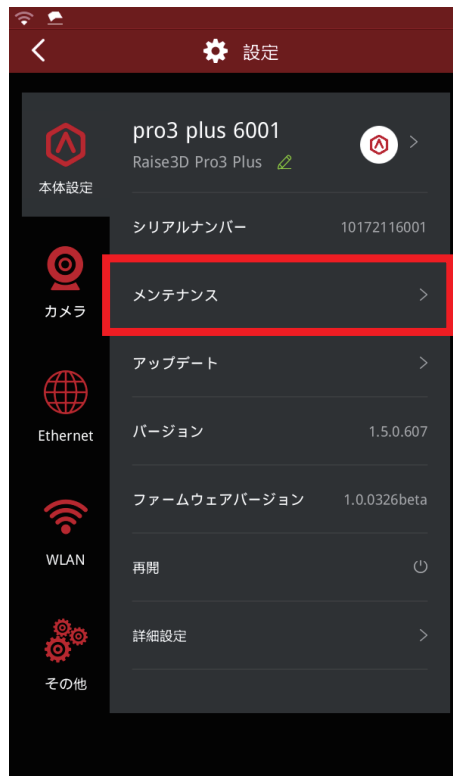 設定
本体設定
pro3 plus 6001
Raise3D Pro3 Plus
シリアルナンバー 10172116001
カメラ
メンテナンス
アップデート
Ethernet
バージョン 1.5.0.607
ファームウェアバージョン 1.0.0326beta
WLAN
再開
詳細設定
その他